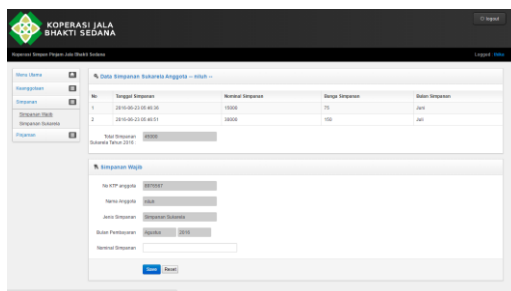 KOPERASI JALA
BHAKTI SEDANA
logout
Koperasi Simpan Pinjam Jala Bhakti Sedana
Logged
Menu Utama
Keanggotaan
Simpanan
Simpanan Wajib
Simpanan Sukarela
Pinjaman
Data Simpanan Sukarela Anggota -- niluh --
No Tanggal Simpanan Nominal Simpanan Bunga Simpanan Bulan Simpanan
1 2016-06-23 05:46:36 15000 75 Juni
2 2016-06-23 05:46:51 30000 150 Juli
Total Simpanan Sukarela Tahun 2016 : 45000
Simpanan Wajib
No KTP anggota
Nama Anggota niluh
Jenis Simpanan Simpanan Sukarela
Bulan Pembayaran Agustus 2016
Nominal Simpanan
Save Reset